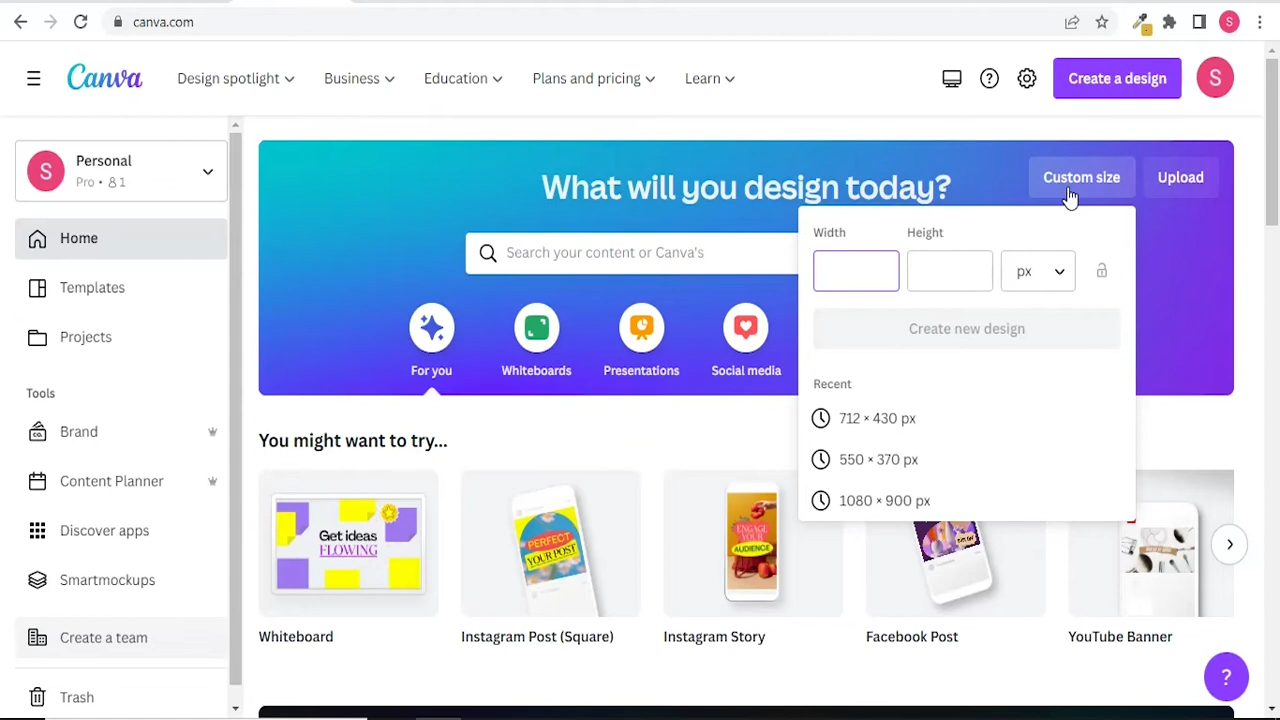 canva.com
S
Canva
Design spotlight
Business
Education
Plans and pricing
Learn
?
Create a design
S
S
Personal
Pro • 1
Home
Templates
Projects
Tools
Brand
Content Planner
Discover apps
Smartmockups
Create a team
Trash
What will you design today?
Custom size
Upload
Search your content or Canva's
For you
Whiteboards
Presentations
Social media
Width
Height
px
Create new design
Recent
712 × 430 px
550 × 370 px
1080 × 900 px
You might want to try...
Get ideas
FLOWING
PERFECT
YOUR POST
ENGAGE
YOUR
AUDIENCE
Whiteboard
Instagram Post (Square)
Instagram Story
Facebook Post
YouTube Banner
?